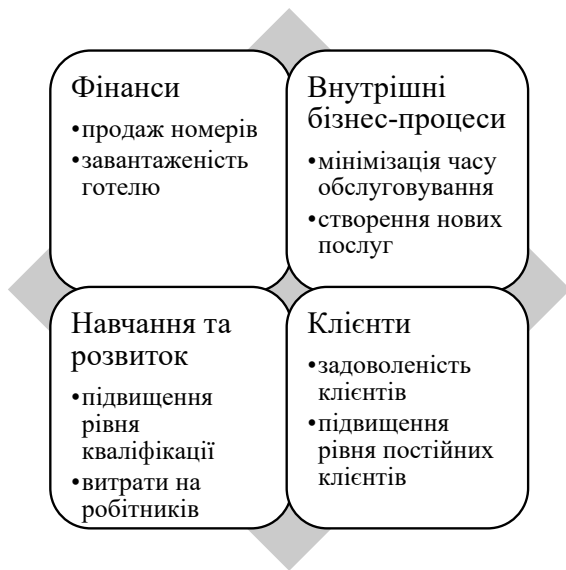 Фінанси
•продаж номерів
•завантаженість
готелю
Внутрішні
бізнес-процеси
•мінімізація часу
обслуговування
•створення нових
послуг
Навчання та
розвиток
•підвищення
рівня
кваліфікації
•витрати на
робітників
Клієнти
•задоволеність
клієнтів
•підвищення
рівня постійних
клієнтів